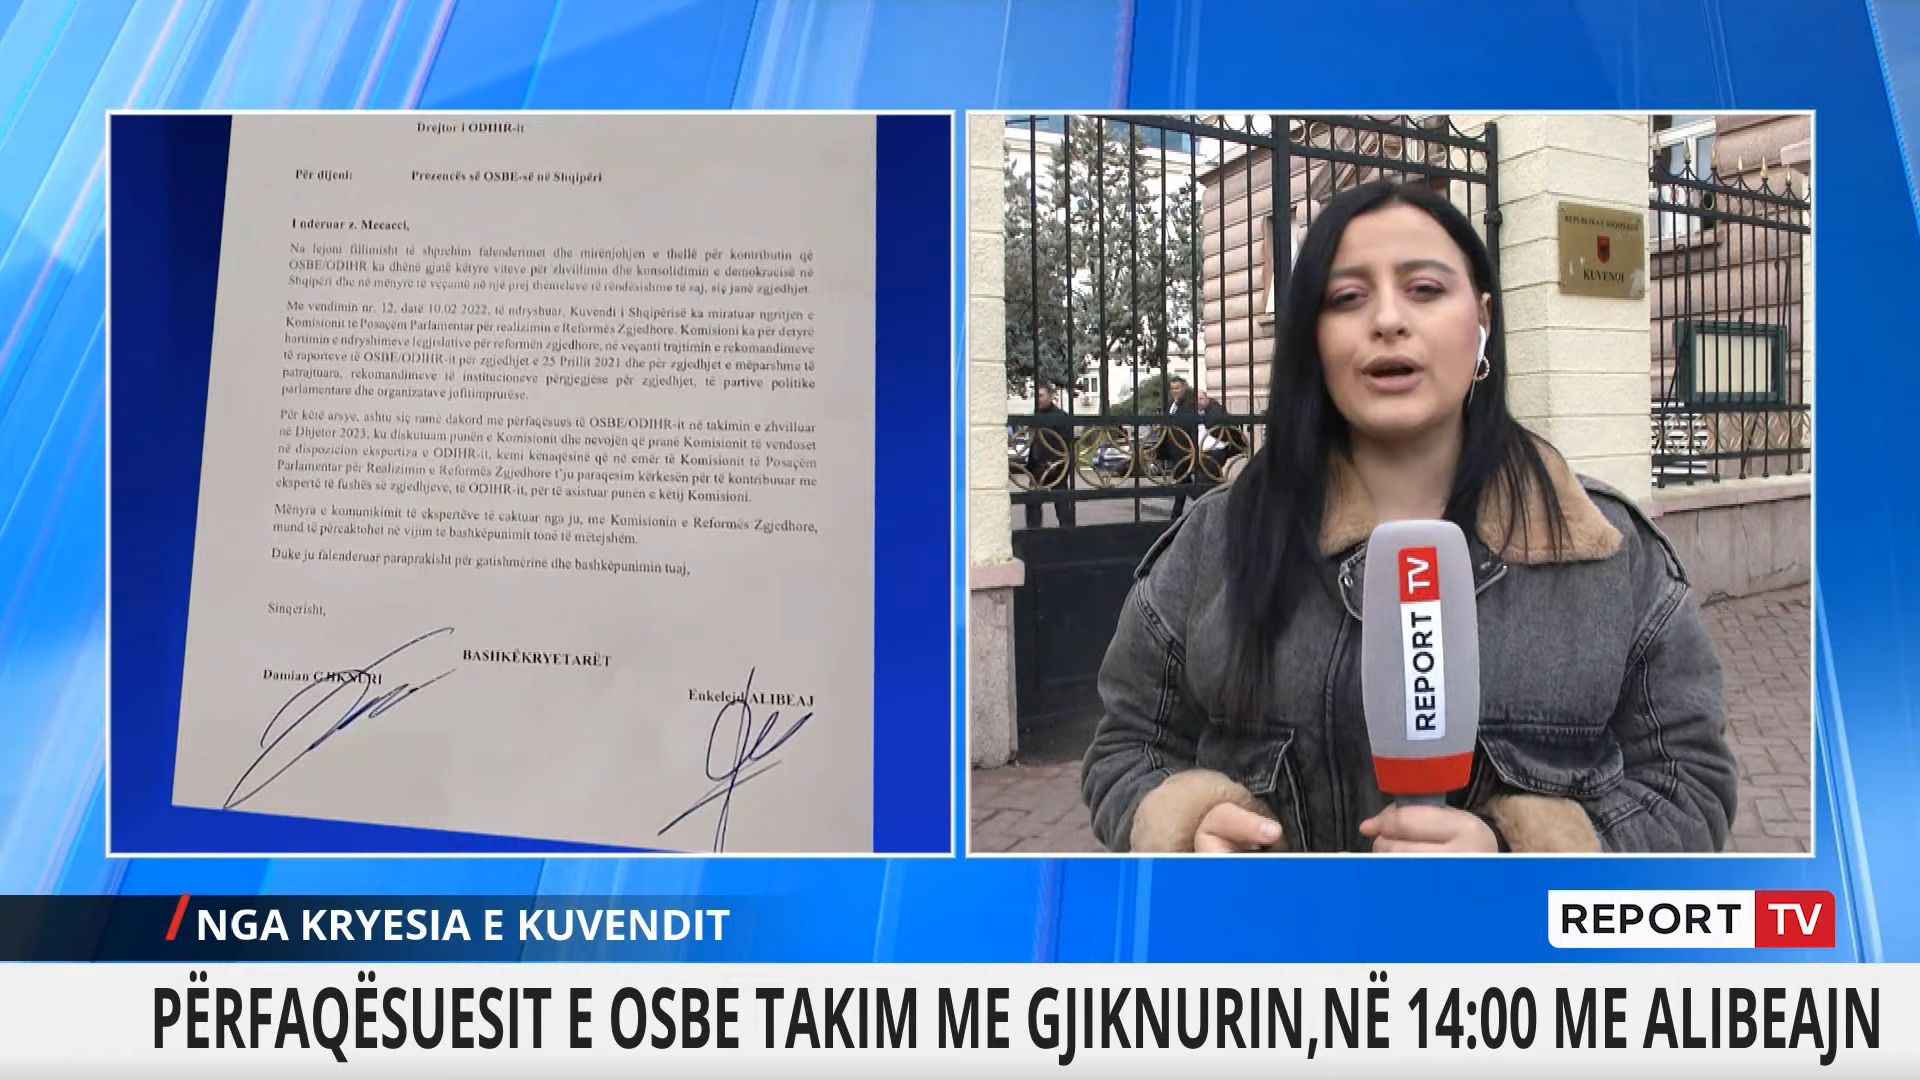 Drejtor i ODIHR-it
Për dijeni: Prezencës së OSBE-së në Shqipëri
I nderuar z. Mecacci,
Na lejoni fillimisht të shprehim falenderimet dhe mirënjohjen e thellë për kontributin që
OSBE/ODIHR ka dhënë gjatë këtyre viteve për zhvillimin dhe konsolidimin e demokracisë në
Shqipëri dhe në mënyrë të veçantë në një prej themeleve të rëndësishme të saj, siç janë zgjedhjet.
Me vendimin nr. 12, datë 10.02.2022, të ndryshuar, Kuvendi i Shqipërisë ka miratuar ngritjen e
Komisionit të Posaçëm Parlamentar për realizimin e Reformës Zgjedhore. Komisioni ka për detyrë
hartimin e ndryshimeve legjislative për reformën zgjedhore, në veçanti trajtimin e rekomandimeve
të raporteve të OSBE/ODIHR-it për zgjedhjet e 25 Prillit 2021 dhe për zgjedhjet e mëparshme të
patrajtuara, rekomandimeve të institucioneve përgjegjëse për zgjedhjet, të partive politike
parlamentare dhe organizatave jofitimprurëse.
Për këtë arsye, ashtu siç ramë dakord me përfaqësues të OSBE/ODIHR-it në takimin e zhvilluar
në Dhjetor 2023, ku diskutuam punën e Komisionit dhe nevojën që pranë Komisionit të vendoset
në dispozicion ekspertiza e ODIHR-it, kemi kënaqësinë që në emër të Komisionit të Posaçëm
Parlamentar për Realizimin e Reformës Zgjedhore t'ju paraqesim kërkesën për të kontribuuar me
ekspertë të fushës së zgjedhjeve, të ODIHR-it, për të asistuar punën e këtij Komisioni.
Mënyra e komunikimit të ekspertëve të caktuar nga ju, me Komisionin e Reformës Zgjedhore,
mund të përcaktohet në vijim të bashkëpunimit tonë të mëtejshëm.
Duke ju falenderuar paraprakisht për gatishmërinë dhe bashkëpunimin tuaj,
Sinqerisht,
BASHKËKRYETARËT
Damian GJIKNURI
Enkelejd ALIBEAJ
REPUBLIKA E SHQIPËRISË
KUVENDI
REPORT TV
NGA KRYESIA E KUVENDIT
REPORT TV
PËRFAQËSUESIT E OSBE TAKIM ME GJIKNURIN,NË 14:00 ME ALIBEAJN